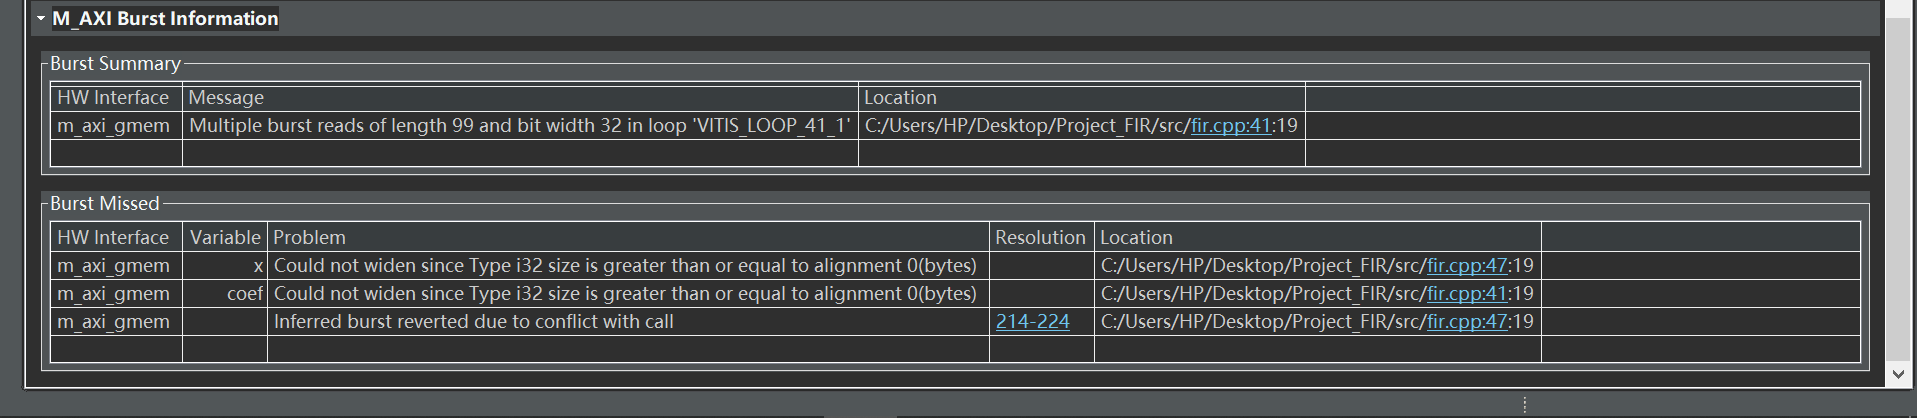 M_AXI Burst Information
Burst Summary
HW Interface Message Location
m_axi_gmem Multiple burst reads of length 99 and bit width 32 in loop 'VITIS_LOOP_41_1' C:/Users/HP/Desktop/Project_FIR/src/fir.cpp:41:19
Burst Missed
HW Interface Variable Problem Resolution Location
m_axi_gmem x Could not widen since Type i32 size is greater than or equal to alignment 0(bytes) C:/Users/HP/Desktop/Project_FIR/src/fir.cpp:47:19
m_axi_gmem coef Could not widen since Type i32 size is greater than or equal to alignment 0(bytes) C:/Users/HP/Desktop/Project_FIR/src/fir.cpp:41:19
m_axi_gmem Inferred burst reverted due to conflict with call 214-224 C:/Users/HP/Desktop/Project_FIR/src/fir.cpp:47:19